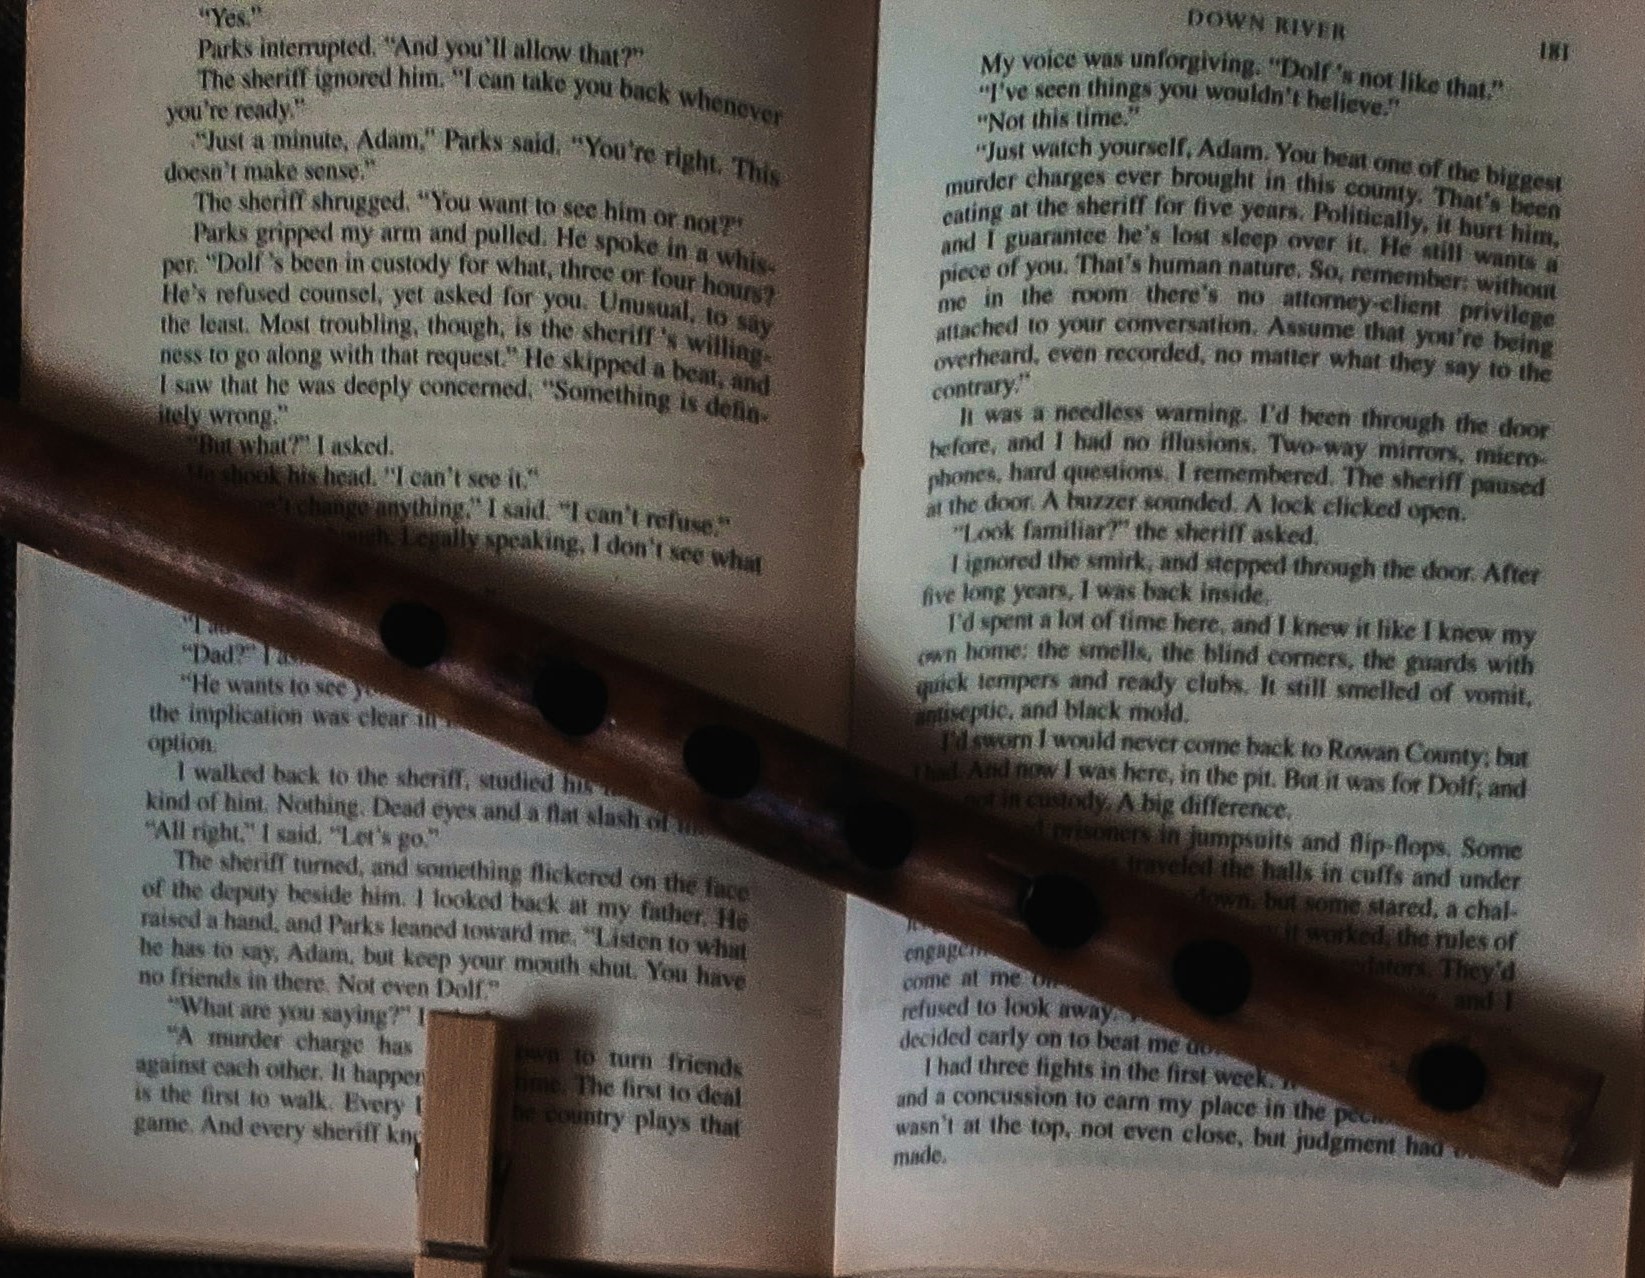 "Yes."
Parks interrupted. "And you'll allow that?"
The sheriff ignored him. "I can take you back whenever
you're ready."
"Just a minute, Adam," Parks said. "You're right. This
doesn't make sense."
The sheriff shrugged. "You want to see him or not?"
Parks gripped my arm and pulled. He spoke in a whis-
per. "Dolf's been in custody for what, three or four hours?
He's refused counsel, yet asked for you. Unusual, to say
the least. Most troubling, though, is the sheriff's willing-
ness to go along with that request." He skipped a beat, and
I saw that he was deeply concerned. "Something is defin-
itely wrong."
"But what?" I asked.
He shook his head. "I can't see it."
change anything," I said. "I can't refuse."
Legally speaking, I don't see what
"Dad?" I
"He wants to see
the implication was clear in
option.
I walked back to the sheriff, studied his
kind of hint. Nothing. Dead eyes and a flat slash of
"All right," I said. "Let's go."
The sheriff turned, and something flickered on the face
of the deputy beside him. I looked back at my father. He
raised a hand, and Parks leaned toward me. "Listen to what
he has to say, Adam, but keep your mouth shut. You have
no friends in there. Not even Dolf."
"What are you saying?" I
"A murder charge has to turn friends
against each other. It The first to deal
is the first to walk. Every country plays that
game. And every sheriff
DOWN RIVER 181
My voice was unforgiving. "Dolf's not like that."
"I've seen things you wouldn't believe."
"Not this time."
"Just watch yourself, Adam. You beat one of the biggest
murder charges ever brought in this county. That's been
eating at the sheriff for five years. Politically, it hurt him,
and I guarantee he's lost sleep over it. He still wants a
piece of you. That's human nature. So, remember: without
me in the room there's no attorney-client privilege
attached to your conversation. Assume that you're being
overheard, even recorded, no matter what they say to the
contrary."
It was a needless warning. I'd been through the door
before, and I had no illusions. Two-way mirrors, micro-
phones, hard questions. I remembered. The sheriff paused
at the door. A buzzer sounded. A lock clicked open.
"Look familiar?" the sheriff asked.
I ignored the smirk, and stepped through the door. After
five long years, I was back inside.
I'd spent a lot of time here, and I knew it like I knew my
own home: the smells, the blind corners, the guards with
quick tempers and ready clubs. It still smelled of vomit,
antiseptic, and black mold.
I'd sworn I would never come back to Rowan County; but
I had. And now I was here, in the pit. But it was for Dolf; and
not in custody. A big difference.
prisoners in jumpsuits and flip-flops. Some
traveled the halls in cuffs and under
down, but some stared, a chal-
it worked, the rules of
They'd
come at me and I
refused to look away.
decided early on to beat me
I had three fights in the first week.
and a concussion to earn my place in the
wasn't at the top, not even close, but judgment had
made.